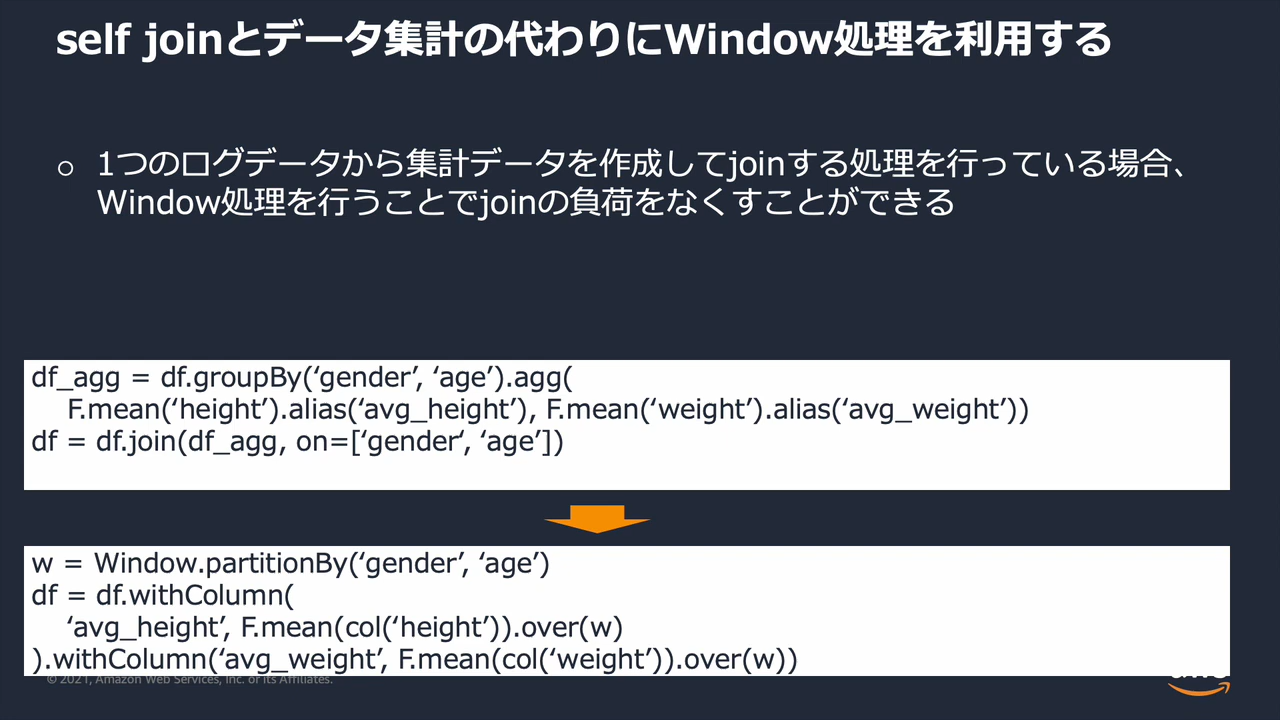 self joinとデータ集計の代わりにWindow処理を利用する
o 1つのログデータから集計データを作成してjoinする処理を行っている場合、
Window処理を行うことでjoinの負荷をなくすことができる
df_agg = df.groupBy(‘gender’, ‘age’).agg(
F.mean(‘height’).alias(‘avg_height’), F.mean(‘weight’).alias(‘avg_weight’))
df = df.join(df_agg, on=[‘gender‘, ‘age’])
w = Window.partitionBy(‘gender’, ‘age’)
df = df.withColumn(
‘avg_height’, F.mean(col(‘height’)).over(w)
).withColumn(‘avg_weight’, F.mean(col(‘weight’)).over(w))
© 2021, Amazon Web Services, Inc. or its Affiliates.
aws